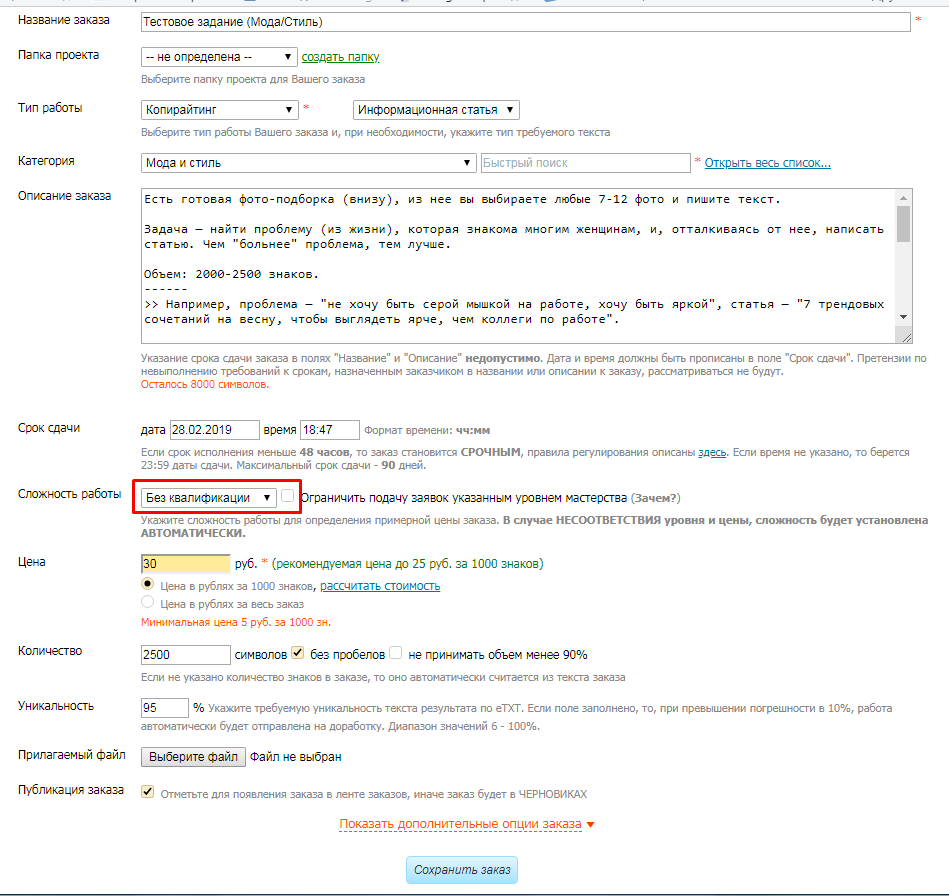 Название заказа Тестовое задание (Мода/Стиль) *
Папка проекта -- не определена -- создать папку
Выберите папку проекта для Вашего заказа
Тип работы Копирайтинг * Информационная статья
Выберите тип работы Вашего заказа и, при необходимости, укажите тип требуемого текста
Категория Мода и стиль Быстрый поиск * Открыть весь список...
Описание заказа Есть готовая фото-подборка (внизу), из нее вы выбираете любые 7-12 фото и пишите текст.
Задача — найти проблему (из жизни), которая знакома многим женщинам, и, отталкиваясь от нее, написать
статью. Чем "больнее" проблема, тем лучше.
Объем: 2000-2500 знаков.
------
>> Например, проблема — "не хочу быть серой мышкой на работе, хочу быть яркой", статья — "7 трендовых
сочетаний на весну, чтобы выглядеть ярче, чем коллеги по работе".
Указание срока сдачи заказа в полях "Название" и "Описание" недопустимо. Дата и время должны быть прописаны в поле "Срок сдачи". Претензии по
невыполнению требований к срокам, назначенным заказчиком в названии или описании к заказу, рассматриваться не будут.
Осталось 8000 символов.
Срок сдачи дата 28.02.2019 время 18:47 Формат времени: чч:мм
Если срок исполнения меньше 48 часов, то заказ становится СРОЧНЫМ, правила регулирования описаны здесь. Если время не указано, то берется
23:59 даты сдачи. Максимальный срок сдачи - 90 дней.
Сложность работы Без квалификации Ограничить подачу заявок указанным уровнем мастерства (Зачем?)
Укажите сложность работы для определения примерной цены заказа. В случае НЕСООТВЕТСТВИЯ уровня и цены, сложность будет установлена
АВТОМАТИЧЕСКИ.
Цена 30 руб. * (рекомендуемая цена до 25 руб. за 1000 знаков)
Цена в рублях за 1000 знаков, рассчитать стоимость
Цена в рублях за весь заказ
Минимальная цена 5 руб. за 1000 зн.
Количество 2500 символов без пробелов не принимать объем менее 90%
Если не указано количество знаков в заказе, то оно автоматически считается из текста заказа
Уникальность 95 % Укажите требуемую уникальность текста результата по eTXT. Если поле заполнено, то, при превышении погрешности в 10%, работа
автоматически будет отправлена на доработку. Диапазон значений 6 - 100%.
Прилагаемый файл Выберите файл Файл не выбран
Публикация заказа Отметьте для появления заказа в ленте заказов, иначе заказ будет в ЧЕРНОВИКАХ
Показать дополнительные опции заказа
Сохранить заказ